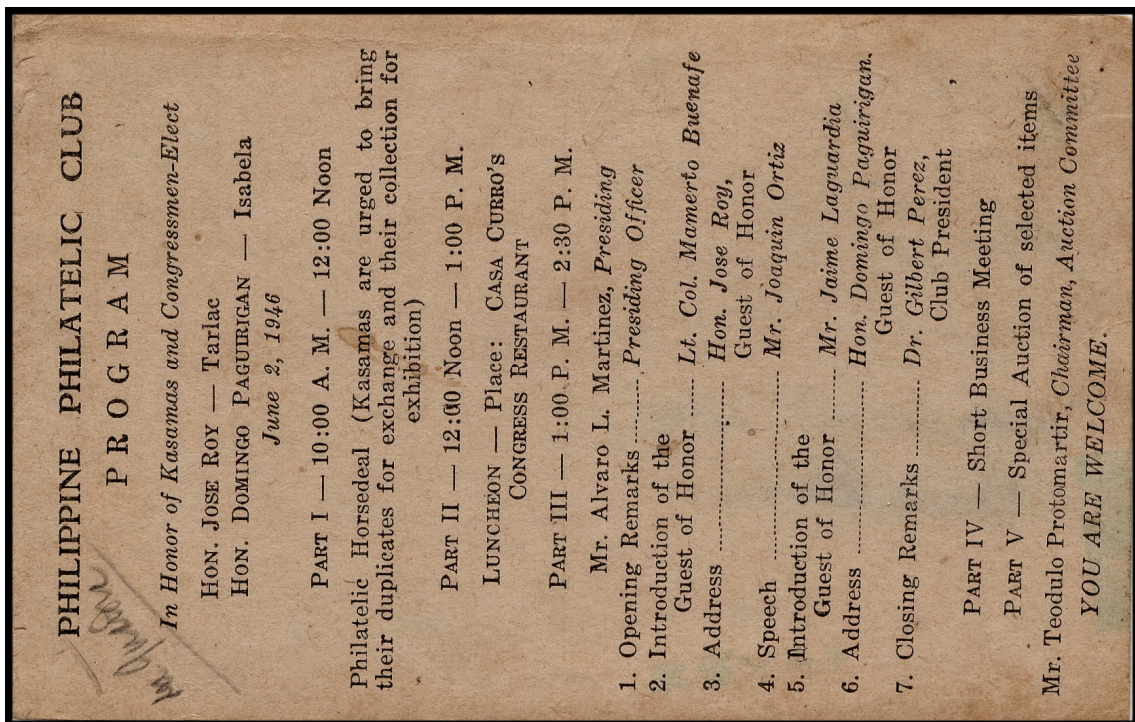 PHILIPPINE PHILATELIC CLUB
PROGRAM
In Honor of Kasamas and Congressmen-Elect
HON. JOSE ROY — Tarlac
HON. DOMINGO PAGUIRIGAN — Isabela
June 2, 1946
PART I — 10:00 A. M. — 12:00 Noon
Philatelic Horsedeal (Kasamas are urged to bring
their duplicates for exchange and their collection for
exhibition)
PART II — 12:00 Noon — 1:00 P. M.
LUNCHEON — Place: CASA CURRO'S
CONGRESS RESTAURANT
PART III — 1:00 P. M. — 2:30 P. M.
Mr. Alvaro L. Martinez, Presiding
1. Opening Remarks ........ Presiding Officer
2. Introduction of the
Guest of Honor ...... Lt. Col. Mamerto Buenafe
3. Address ........................ Hon. Jose Roy,
Guest of Honor
4. Speech ........................ Mr. Joaquin Ortiz
5. Introduction of the
Guest of Honor ........ Mr. Jaime Laguardia
6. Address ........................ Hon. Domingo Paguirigan.
Guest of Honor
7. Closing Remarks .......... Dr. Gilbert Perez,
Club President
PART IV — Short Business Meeting
PART V — Special Auction of selected items
Mr. Teodulo Protomartir, Chairman, Auction Committee
YOU ARE WELCOME.